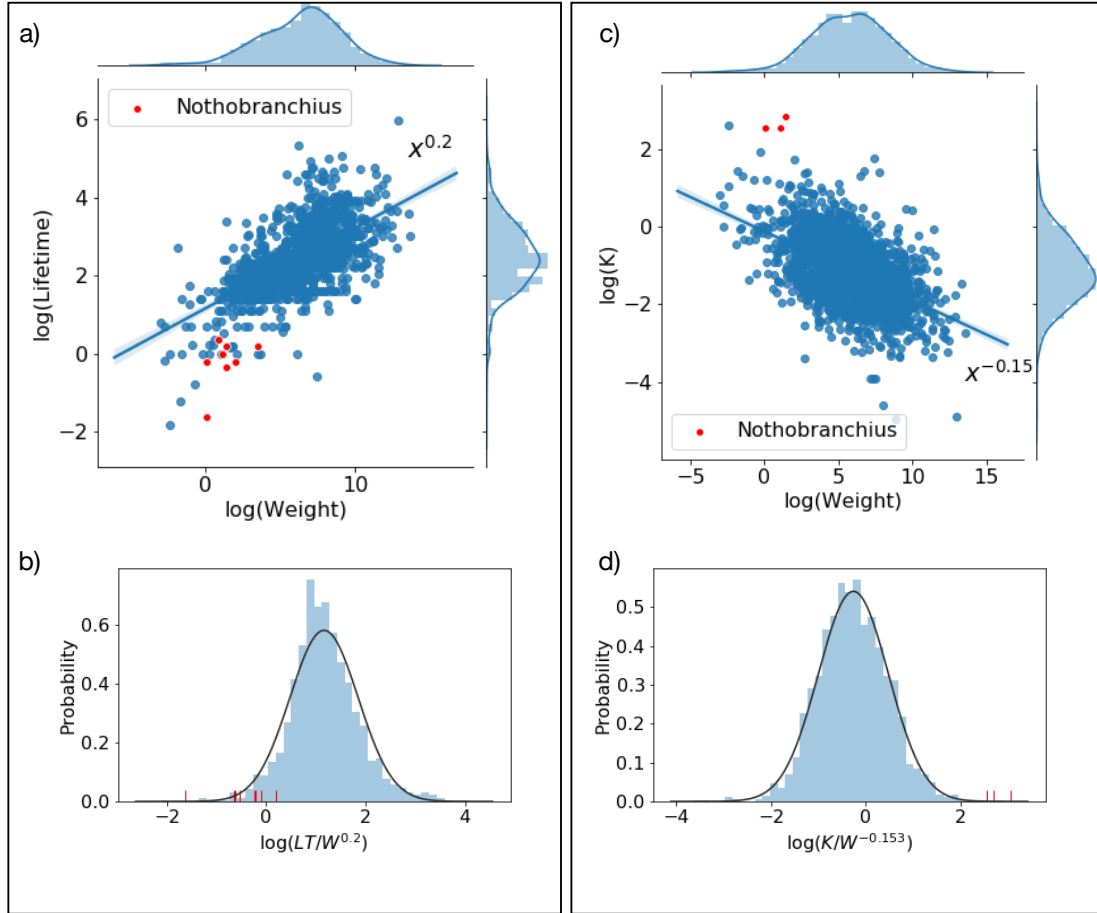 a)
Nothobranchius
x^0.2
6
4
2
0
−2
log(Lifetime)
0 10
log(Weight)
b)
0.6
0.4
0.2
0.0
Probability
−2 0 2 4
log(LT/W^0.2)
c)
2
0
−2
−4
log(K)
x^−0.15
Nothobranchius
−5 0 5 10 15
log(Weight)
d)
0.5
0.4
0.3
0.2
0.1
0.0
Probability
−4 −2 0 2
log(K/W^−0.153)